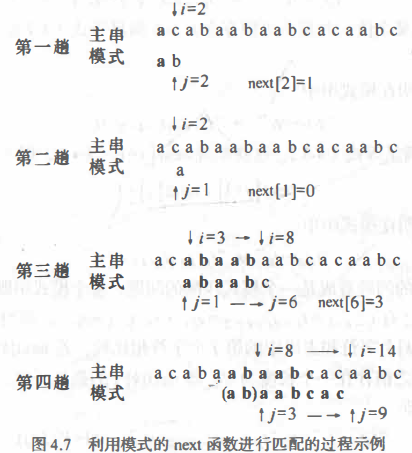 ↓i=2
第一趟 主串 a c a b a a b a a b c a c a a b c
模式 a b
↑j=2 next[2]=1
↓i=2
第二趟 主串 a c a b a a b a a b c a c a a b c
模式 a
↑j=1 next[1]=0
↓i=3 → ↓i=8
第三趟 主串 a c a b a a b a a b c a c a a b c
模式 a b a a b c
↑j=1 —→ ↑j=6 next[6]=3
↓i=8 —→ ↓i=14
第四趟 主串 a c a b a a b a a b c a c a a b c
模式 (a b) a a b c a c
↑j=3 —→ ↑j=9
图 4.7 利用模式的 next 函数进行匹配的过程示例